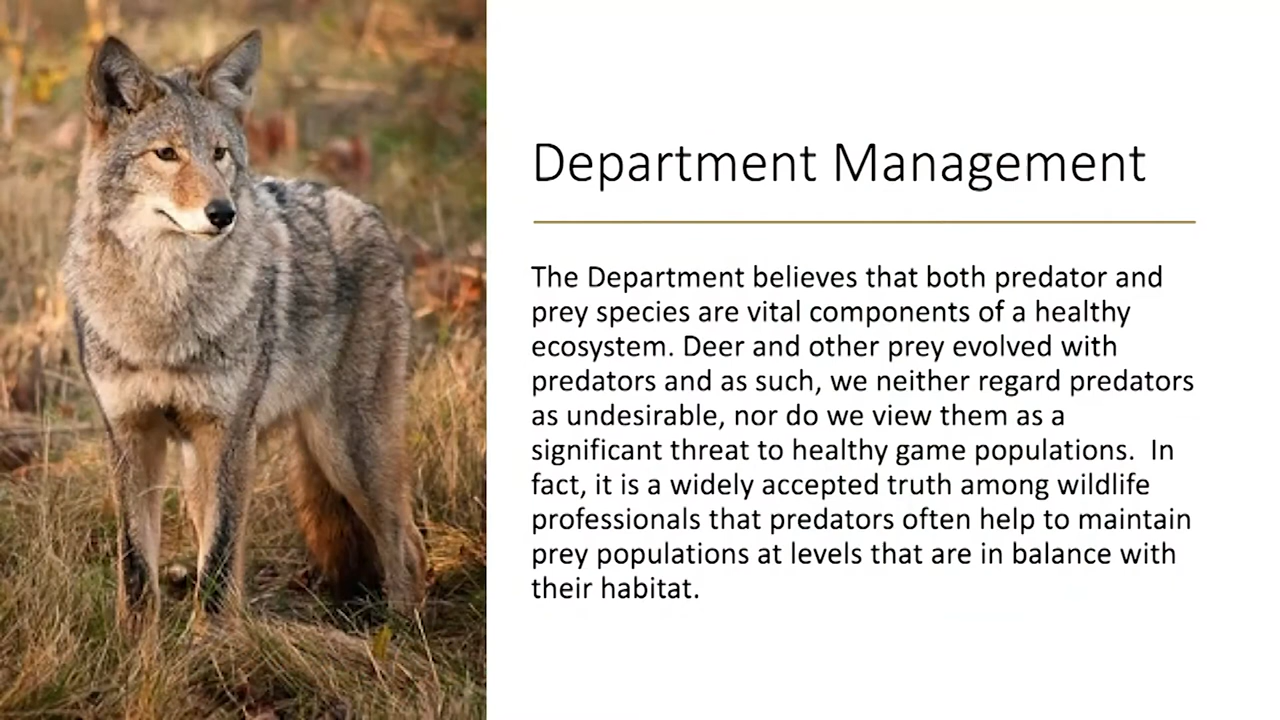 Department Management
The Department believes that both predator and
prey species are vital components of a healthy
ecosystem. Deer and other prey evolved with
predators and as such, we neither regard predators
as undesirable, nor do we view them as a
significant threat to healthy game populations.  In
fact, it is a widely accepted truth among wildlife
professionals that predators often help to maintain
prey populations at levels that are in balance with
their habitat.